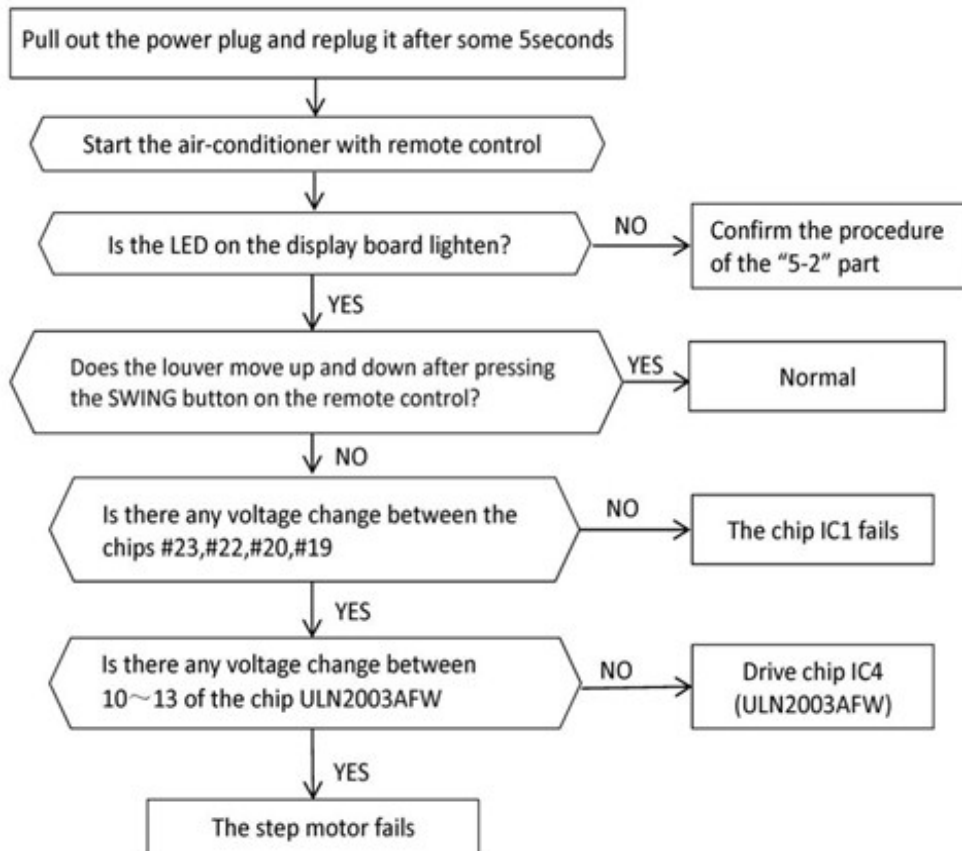 Pull out the power plug and replug it after some 5seconds
Start the air-conditioner with remote control
Is the LED on the display board lighten?
NO
Confirm the procedure
of the “5-2” part
YES
Does the louver move up and down after pressing
the SWING button on the remote control?
YES
Normal
NO
Is there any voltage change between the
chips #23,#22,#20,#19
NO
The chip IC1 fails
YES
Is there any voltage change between
10～13 of the chip ULN2003AFW
NO
Drive chip IC4
(ULN2003AFW)
YES
The step motor fails